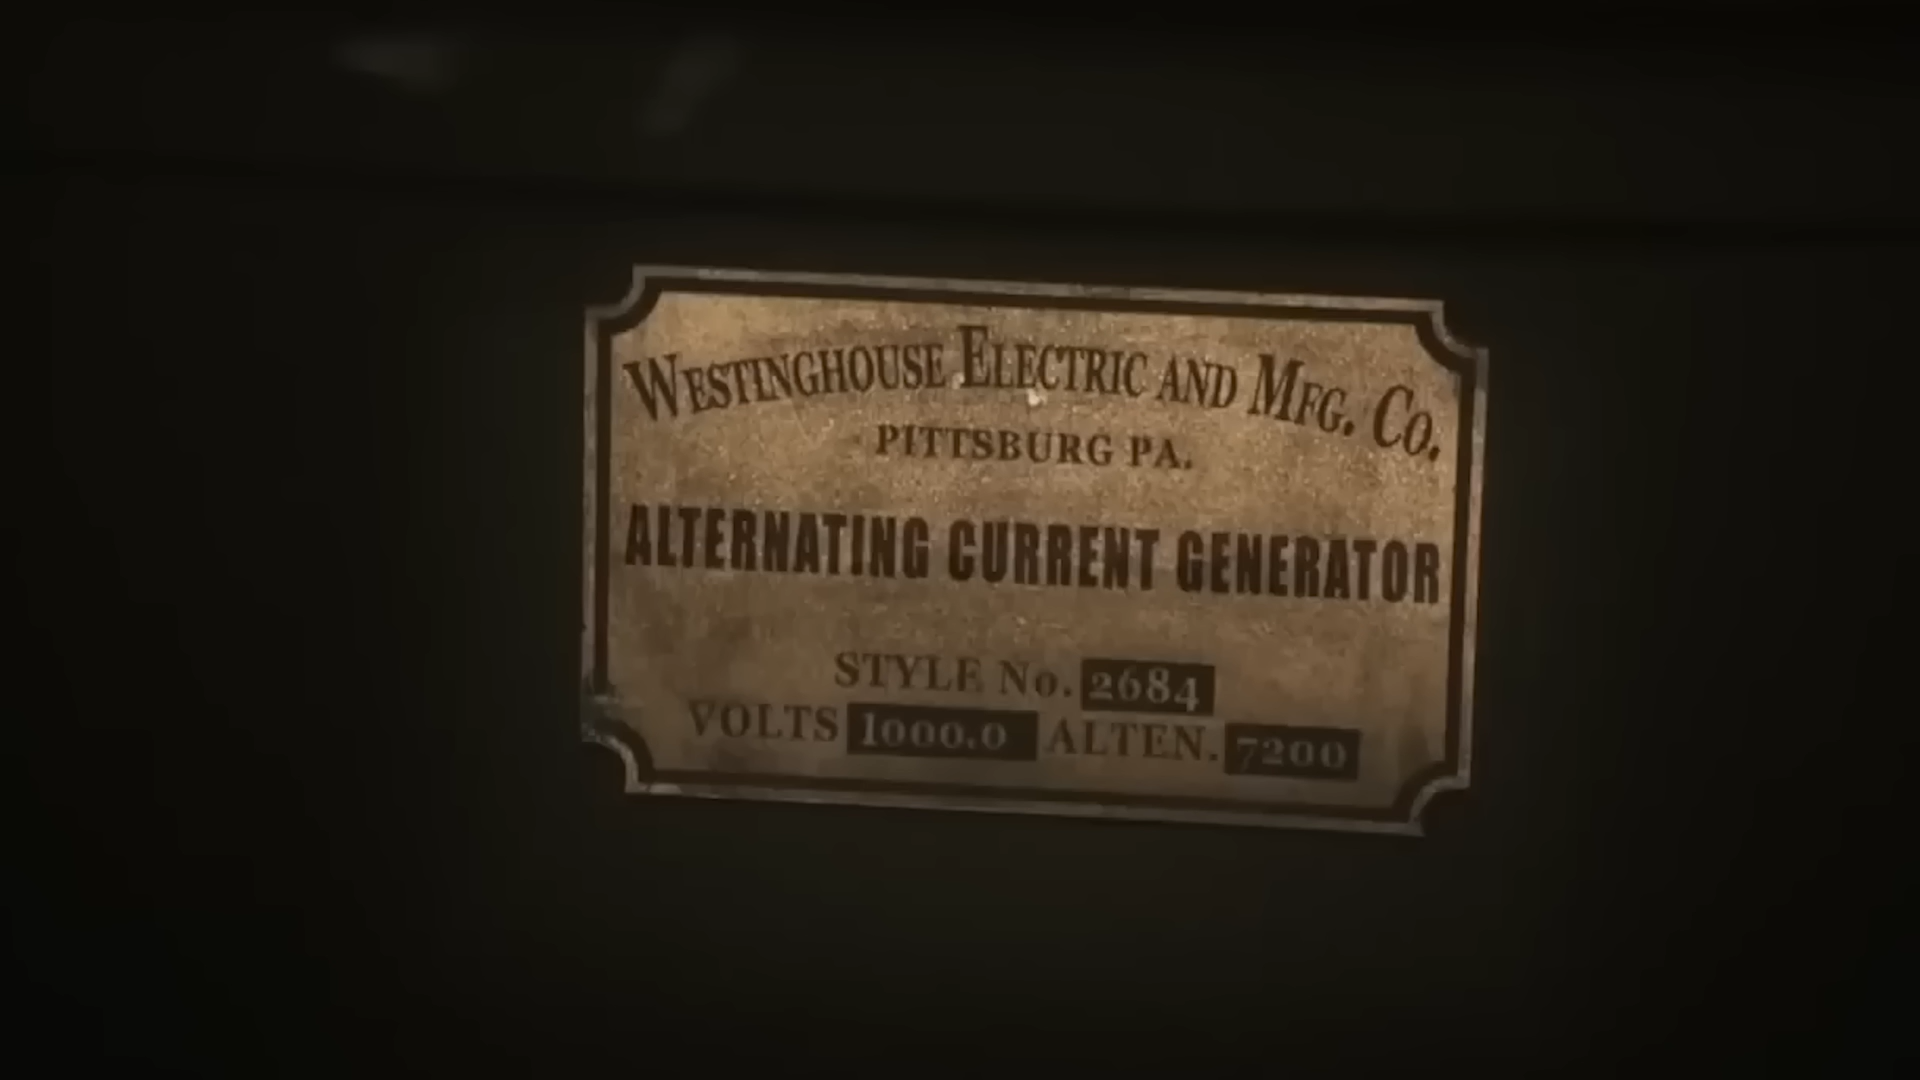 WESTINGHOUSE ELECTRIC AND MFG. CO.
PITTSBURG PA.
ALTERNATING CURRENT GENERATOR
STYLE No. 2684
VOLTS 1000.0 ALTEN. 7200